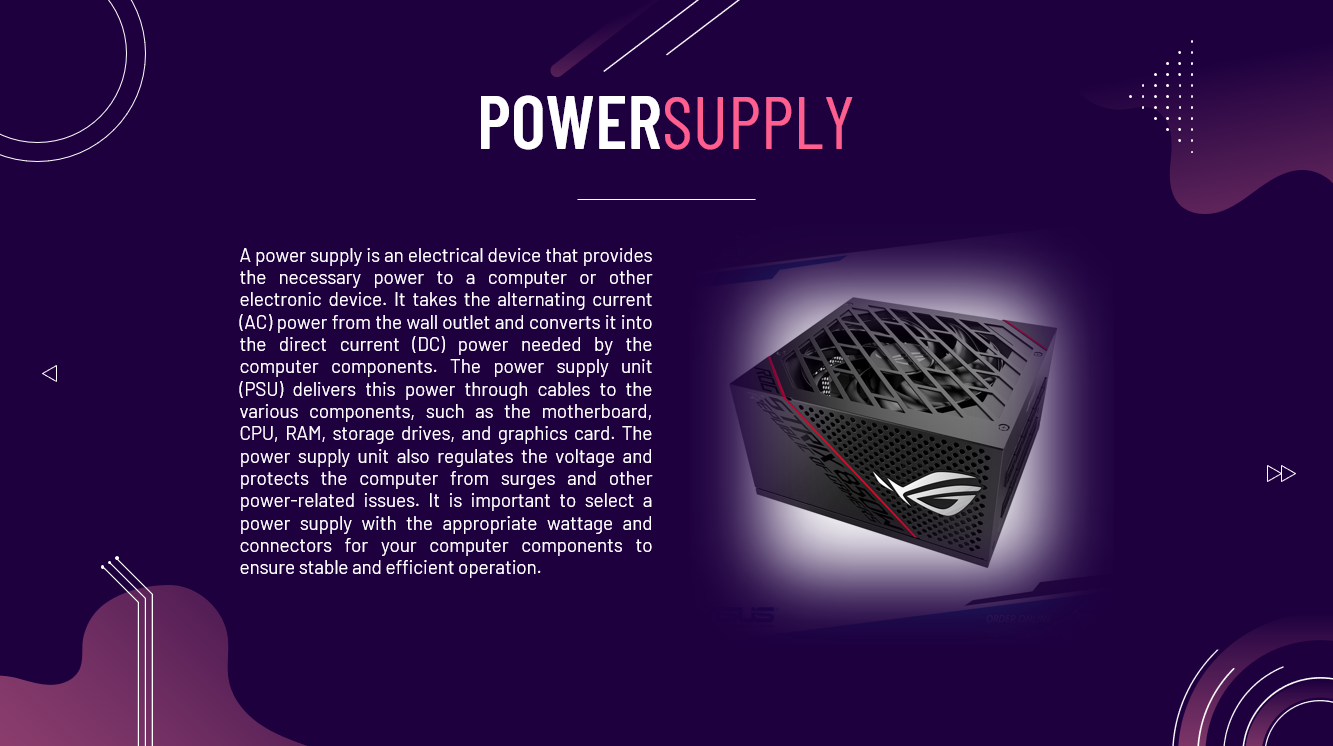 POWERSUPPLY
A power supply is an electrical device that provides
the necessary power to a computer or other
electronic device. It takes the alternating current
(AC) power from the wall outlet and converts it into
the direct current (DC) power needed by the
computer components. The power supply unit
(PSU) delivers this power through cables to the
various components, such as the motherboard,
CPU, RAM, storage drives, and graphics card. The
power supply unit also regulates the voltage and
protects the computer from surges and other
power-related issues. It is important to select a
power supply with the appropriate wattage and
connectors for your computer components to
ensure stable and efficient operation.
ROG
STRIX